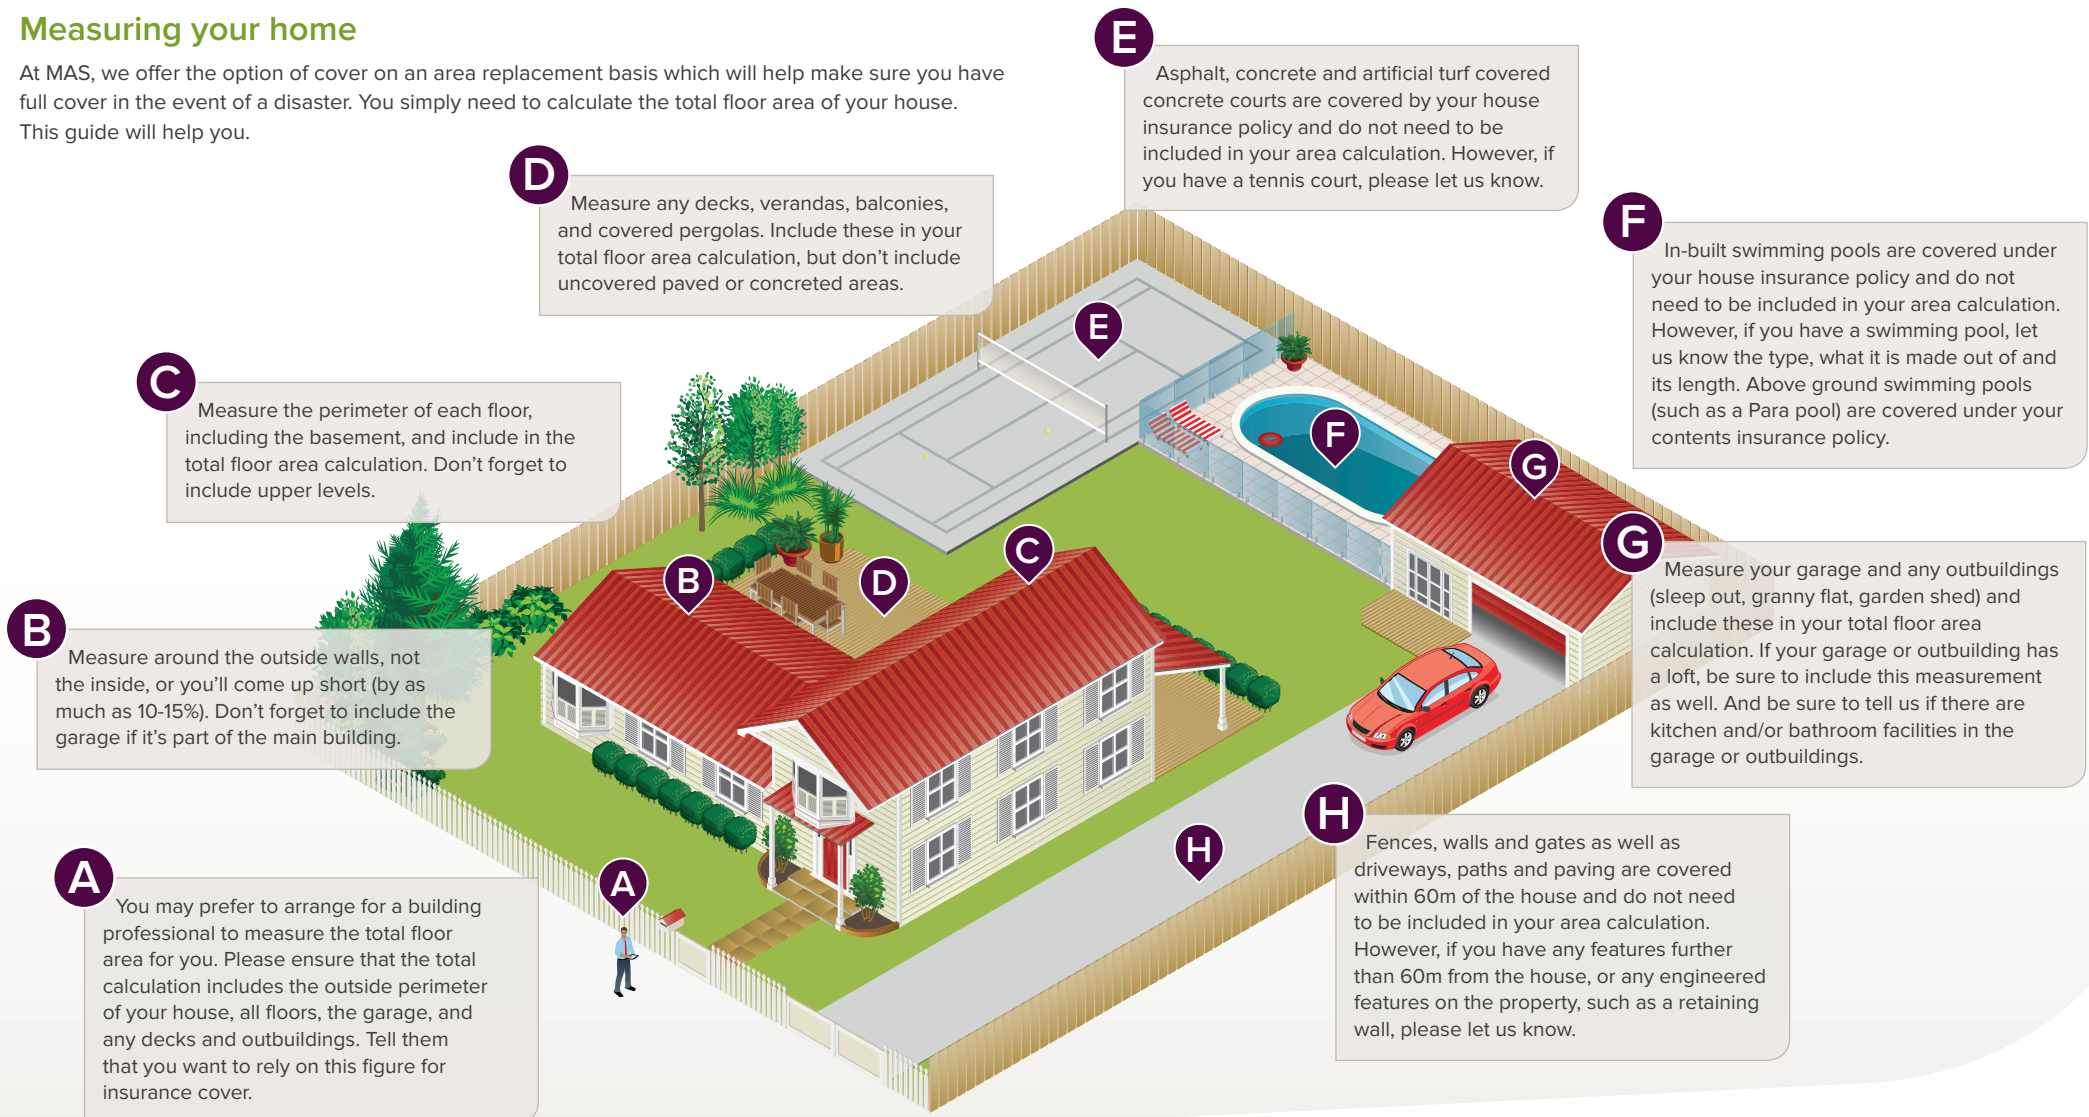 Measuring your home
At MAS, we offer the option of cover on an area replacement basis which will help make sure you have
full cover in the event of a disaster. You simply need to calculate the total floor area of your house.
This guide will help you.
A
You may prefer to arrange for a building
professional to measure the total floor
area for you. Please ensure that the total
calculation includes the outside perimeter
of your house, all floors, the garage, and
any decks and outbuildings. Tell them
that you want to rely on this figure for
insurance cover.
B
Measure around the outside walls, not
the inside, or you’ll come up short (by as
much as 10-15%). Don’t forget to include the
garage if it’s part of the main building.
C
Measure the perimeter of each floor,
including the basement, and include in the
total floor area calculation. Don’t forget to
include upper levels.
D
Measure any decks, verandas, balconies,
and covered pergolas. Include these in your
total floor area calculation, but don’t include
uncovered paved or concreted areas.
E
Asphalt, concrete and artificial turf covered
concrete courts are covered by your house
insurance policy and do not need to be
included in your area calculation. However, if
you have a tennis court, please let us know.
F
In-built swimming pools are covered under
your house insurance policy and do not
need to be included in your area calculation.
However, if you have a swimming pool, let
us know the type, what it is made out of and
its length. Above ground swimming pools
(such as a Para pool) are covered under your
contents insurance policy.
G
Measure your garage and any outbuildings
(sleep out, granny flat, garden shed) and
include these in your total floor area
calculation. If your garage or outbuilding has
a loft, be sure to include this measurement
as well. And be sure to tell us if there are
kitchen and/or bathroom facilities in the
garage or outbuildings.
H
Fences, walls and gates as well as
driveways, paths and paving are covered
within 60m of the house and do not need
to be included in your area calculation.
However, if you have any features further
than 60m from the house, or any engineered
features on the property, such as a retaining
wall, please let us know.
E
F
G
C
B
D
H
A